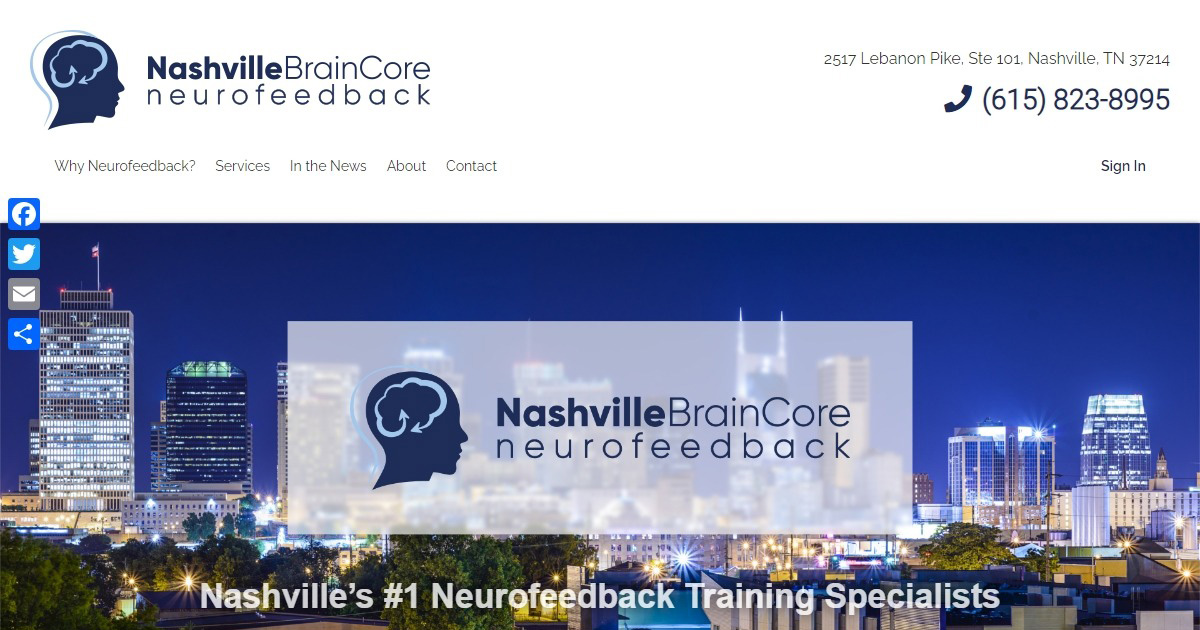 NashvilleBrainCore
neurofeedback
2517 Lebanon Pike, Ste 101, Nashville, TN 37214
(615) 823-8995
Why Neurofeedback? Services In the News About Contact Sign In
NashvilleBrainCore
neurofeedback
Nashville’s #1 Neurofeedback Training Specialists